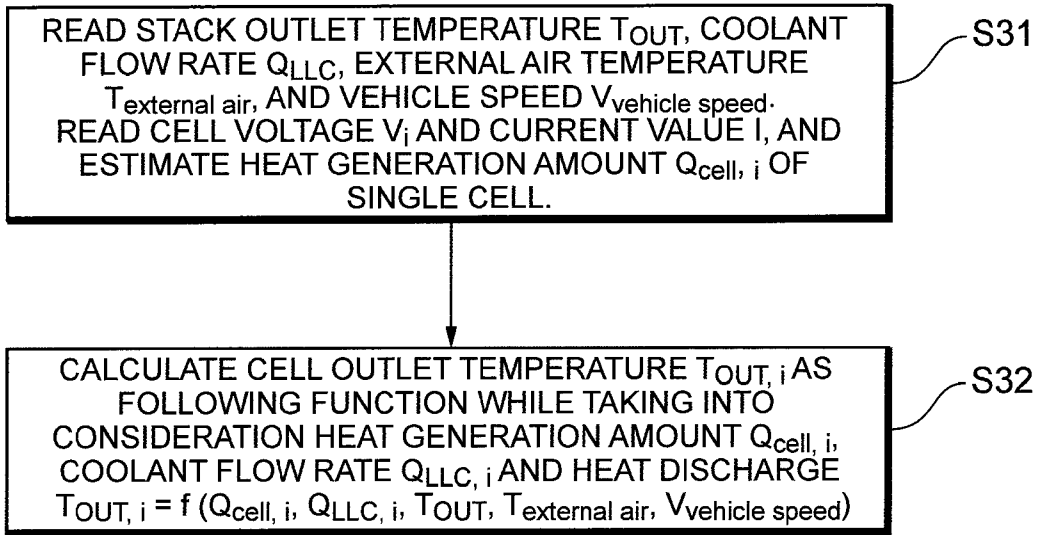 READ STACK OUTLET TEMPERATURE TOUT, COOLANT
FLOW RATE QLLC, EXTERNAL AIR TEMPERATURE
Texternal air, AND VEHICLE SPEED Vvehicle speed.
READ CELL VOLTAGE Vi AND CURRENT VALUE I, AND
ESTIMATE HEAT GENERATION AMOUNT Qcell, i OF
SINGLE CELL.
S31
CALCULATE CELL OUTLET TEMPERATURE TOUT, i AS
FOLLOWING FUNCTION WHILE TAKING INTO
CONSIDERATION HEAT GENERATION AMOUNT Qcell, i,
COOLANT FLOW RATE QLLC, i AND HEAT DISCHARGE
TOUT, i = f (Qcell, i, QLLC, i, TOUT, Texternal air, Vvehicle speed)
S32